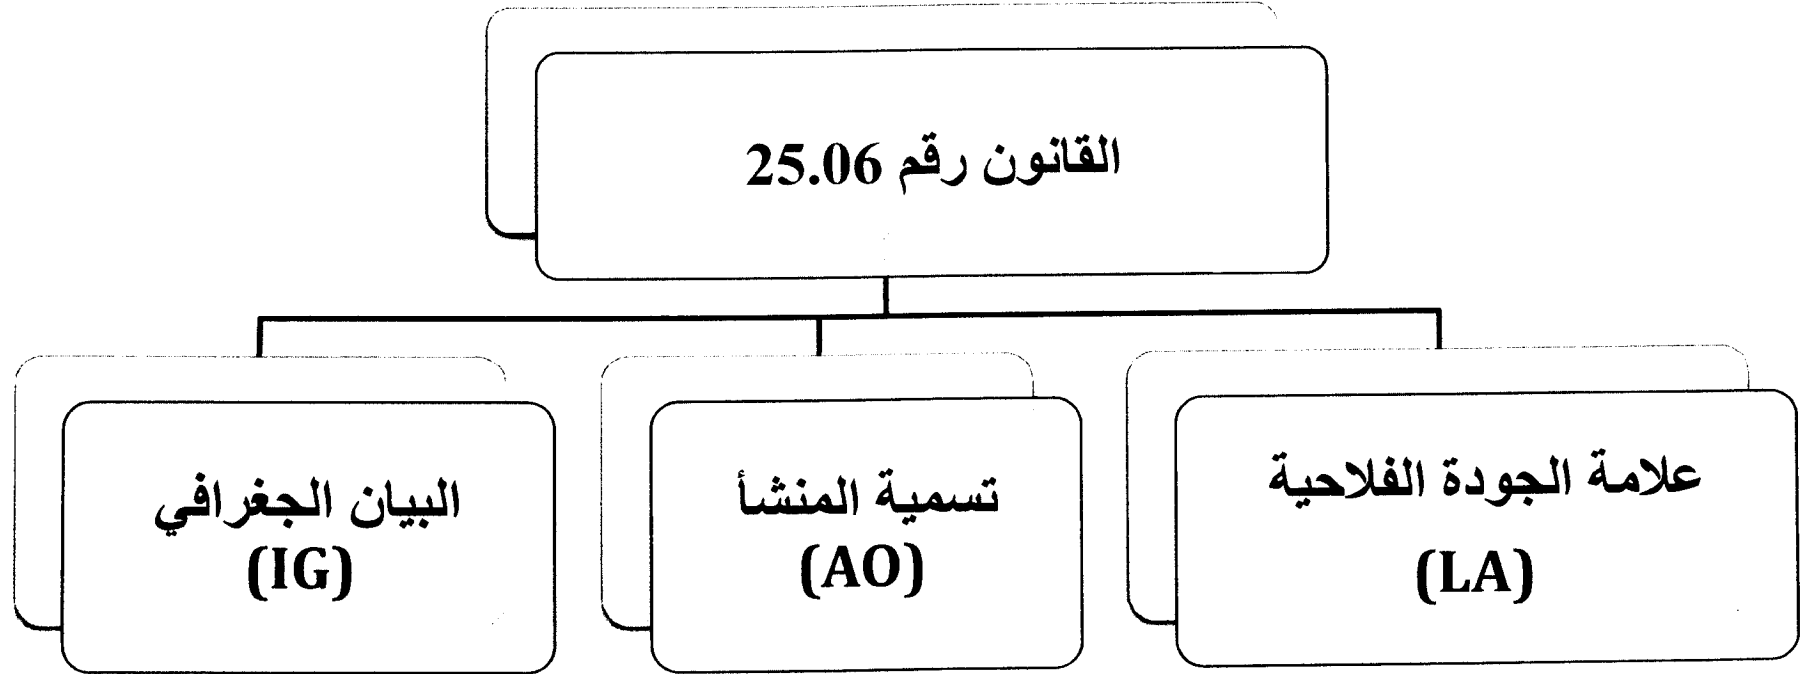 القانون رقم 25.06
علامة الجودة الفلاحية
(LA)
تسمية المنشأ
(AO)
البيان الجغرافي
(IG)